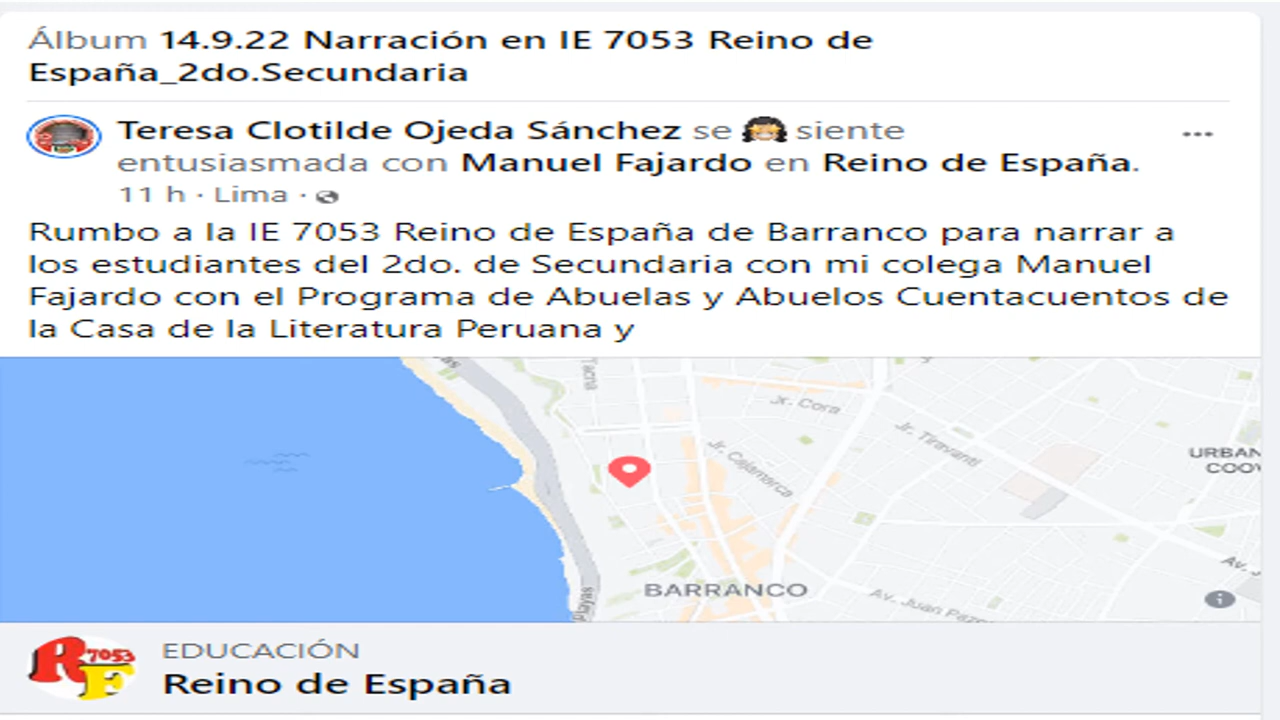 Álbum 14.9.22 Narración en IE 7053 Reino de
España_2do.Secundaria
Teresa Clotilde Ojeda Sánchez se siente
entusiasmada con Manuel Fajardo en Reino de España.
11 h · Lima ·
Rumbo a la IE 7053 Reino de España de Barranco para narrar a
los estudiantes del 2do. de Secundaria con mi colega Manuel
Fajardo con el Programa de Abuelas y Abuelos Cuentacuentos de
la Casa de la Literatura Peruana y
Tacna
Jr. Cora
Jr. Tiravanti
Jr. Cajamarca
URBAN
COOV
BARRANCO
Playas
Av. Juan
Av.
R 7053
E
EDUCACIÓN
Reino de España